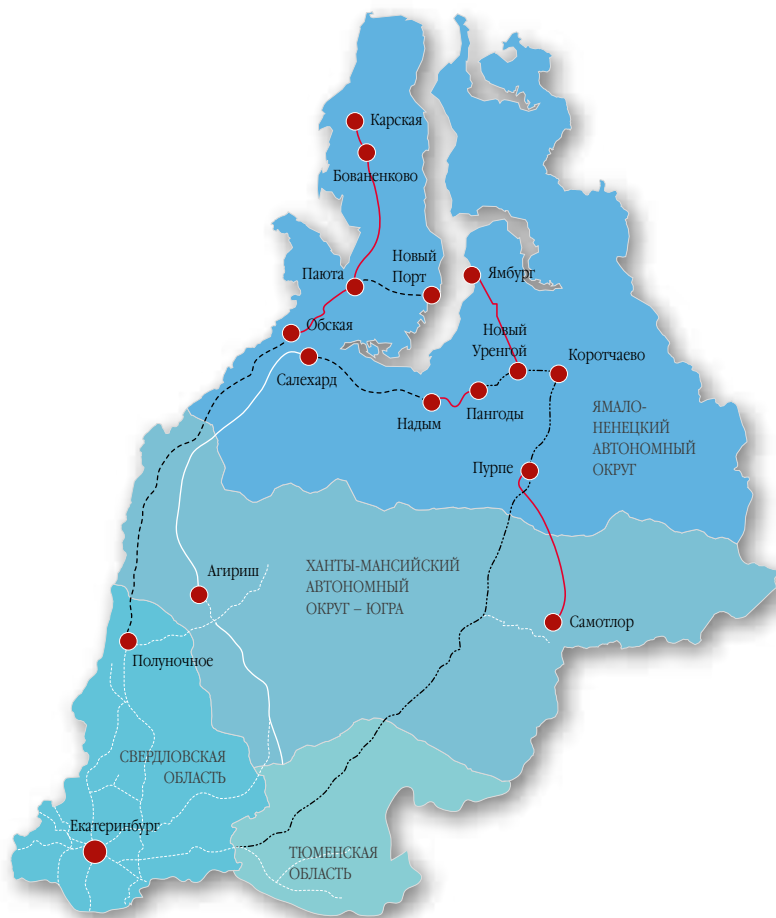 Карская
Бованенково
Новый
Порт
Паюта
Ямбург
Обская
Новый
Уренгой
Коротчаево
Салехард
Надым
Пангоды
ЯМАЛО-
НЕНЕЦКИЙ
АВТОНОМНЫЙ
ОКРУГ
Пурпе
Агириш
ХАНТЫ-МАНСИЙСКИЙ
АВТОНОМНЫЙ
ОКРУГ – ЮГРА
Самотлор
Полуночное
СВЕРДЛОВСКАЯ
ОБЛАСТЬ
Екатеринбург
ТЮМЕНСКАЯ
ОБЛАСТЬ